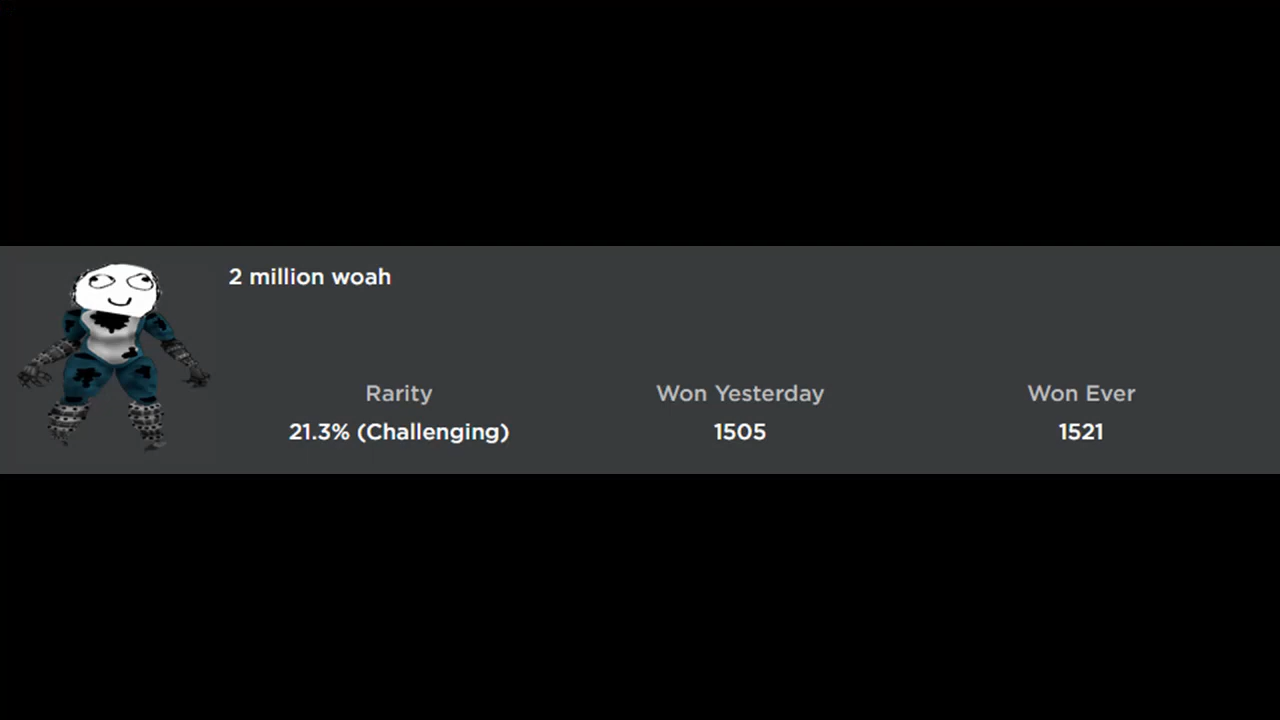 2 million woah
Rarity Won Yesterday Won Ever
21.3% (Challenging) 1505 1521